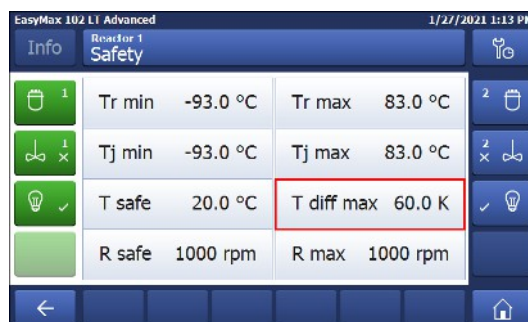 EasyMax 102 LT Advanced 1/27/2021 1:13 PM
Info Reactor 1
Safety
1 Tr min -93.0 °C Tr max 83.0 °C 2
1 Tj min -93.0 °C Tj max 83.0 °C 2
T safe 20.0 °C T diff max 60.0 K
R safe 1000 rpm R max 1000 rpm